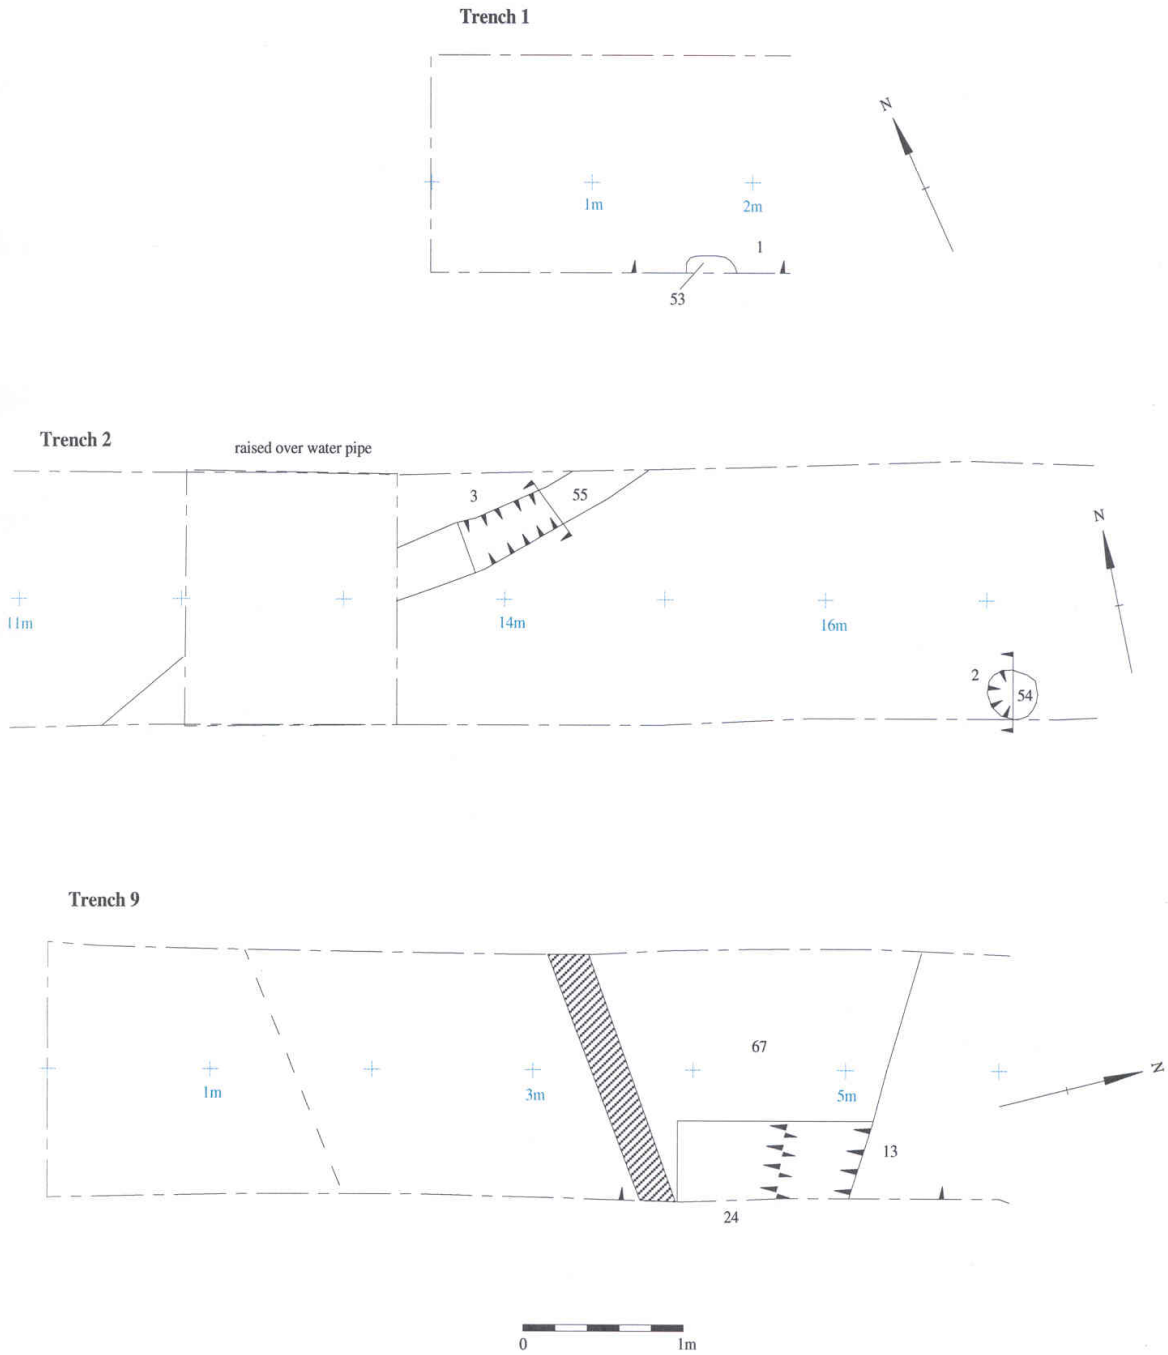 Trench 1
N
1m
2m
1
53
Trench 2
raised over water pipe
3
55
N
11m
14m
16m
2
54
Trench 9
67
1m
3m
5m
N
13
24
0
1m